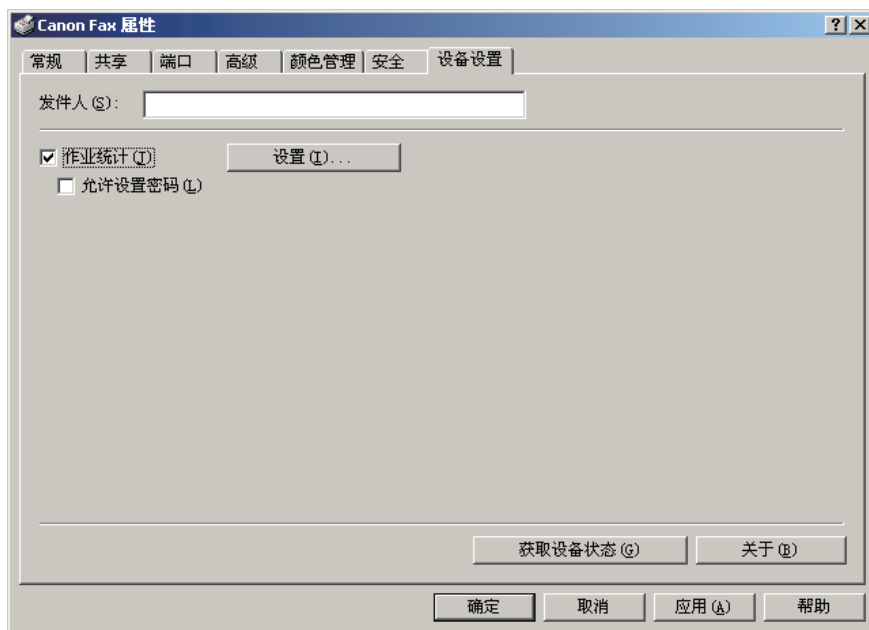 Canon Fax 属性
常规 共享 端口 高级 颜色管理 安全 设备设置
发件人(S):
作业统计(T) 设置(I)...
允许设置密码(L)
获取设备状态(G) 关于(B)
确定 取消 应用(A) 帮助